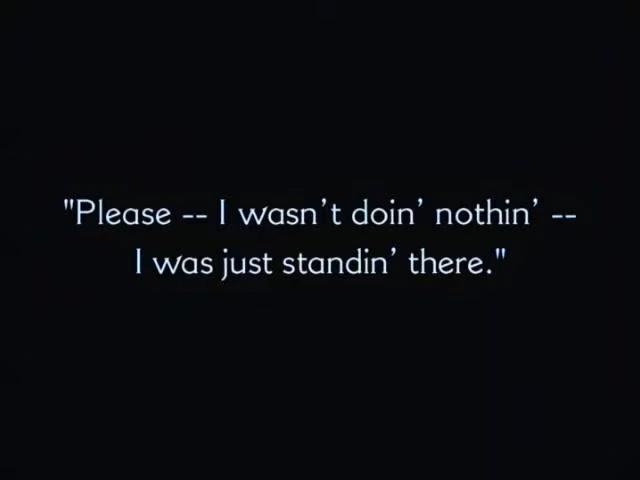 "Please -- I wasn't doin' nothin' --
I was just standin' there."